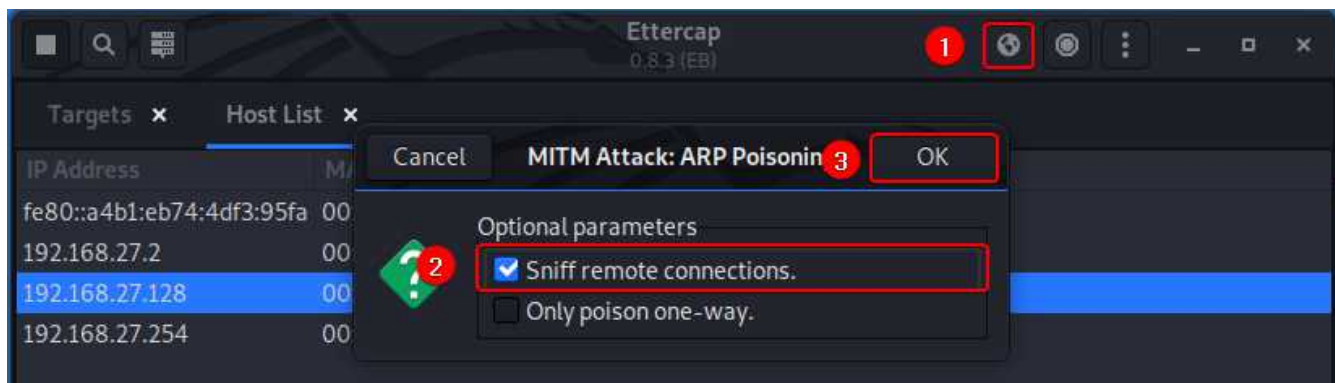 Ettercap
0.8.3 (EB)
1
Targets × Host List ×
IP Address
Cancel MITM Attack: ARP Poisonin 3 OK
fe80::a4b1:eb74:4df3:95fa 00
Optional parameters
192.168.27.2 00
2 Sniff remote connections.
192.168.27.128 00
Only poison one-way.
192.168.27.254 00